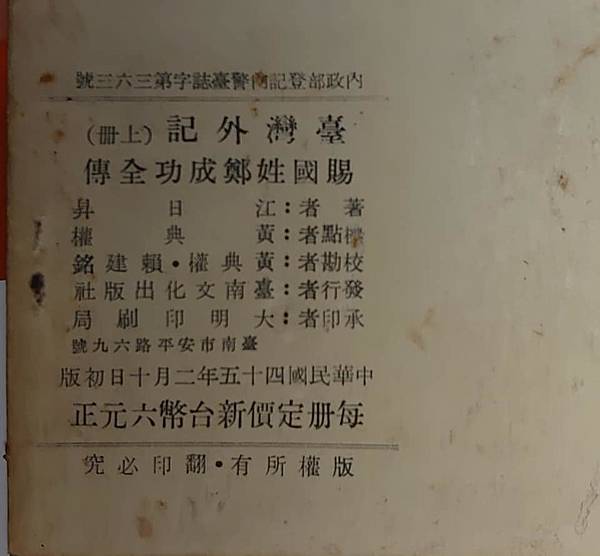 內政部登記內警臺誌字第三六三號
臺灣外記（上冊）
賜國姓鄭成功全傳
著者：江日昇
標點者：黃典權
校勘者：黃典權・賴建銘
發行者：臺南文化出版社
承印者：大明印刷局
臺南市安平路六九號
中華民國四十五年二月十日初版
每册定價新台幣六元正
版權所有・翻印必究